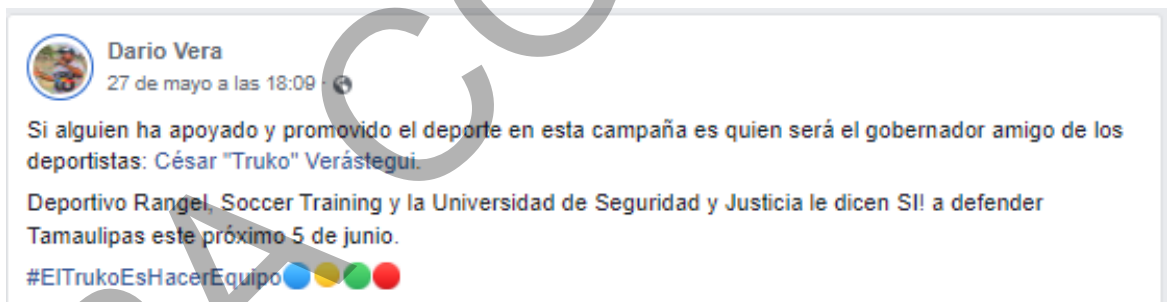 Dario Vera
27 de mayo a las 18:09 ·
Si alguien ha apoyado y promovido el deporte en esta campaña es quien será el gobernador amigo de los
deportistas: César "Truko" Verástegui.
Deportivo Rangel, Soccer Training y la Universidad de Seguridad y Justicia le dicen SI! a defender
Tamaulipas este próximo 5 de junio.
#ElTrukoEsHacerEquipo🔵🟡🟢🔴